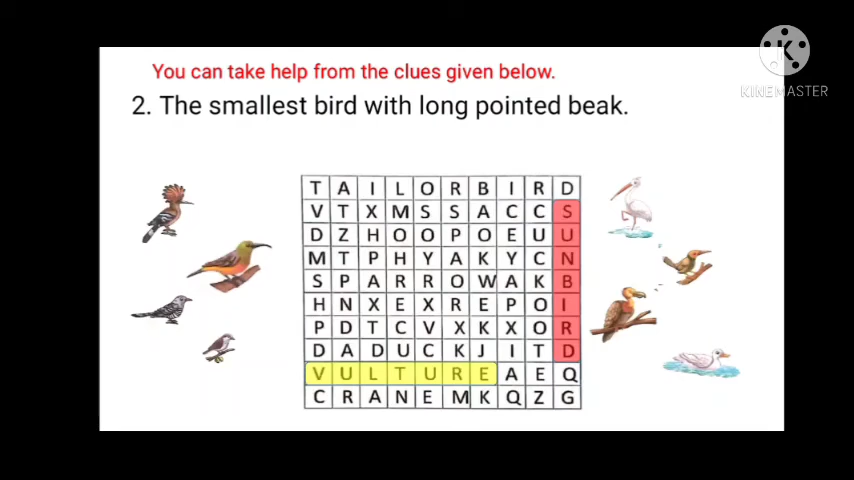 You can take help from the clues given below.
KINEMASTER
2. The smallest bird with long pointed beak.
T A I L O R B I R D
V T X M S S A C C S
D Z H O O P O E U U
M T P H Y A K Y C N
S P A R R O W A K B
H N X E X R E P O I
P D T C V X K X O R
D A D U C K J I T D
V U L T U R E A E Q
C R A N E M K Q Z G